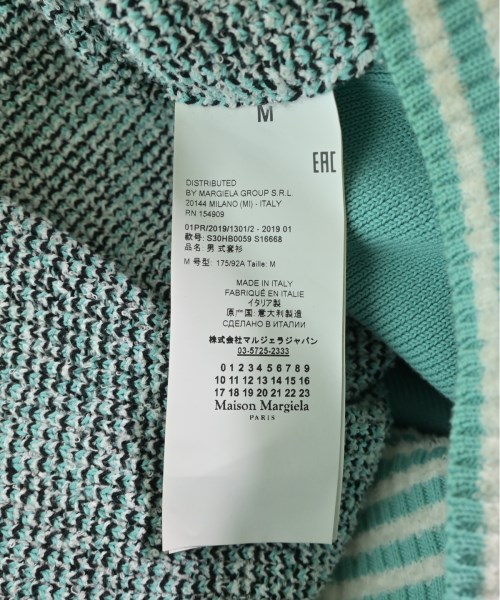 M
EAC
DISTRIBUTED
BY MARGIELA GROUP S.R.L
20144 MILANO (MI) - ITALY
RN 154909
01PR/2019/1301/2 - 2019 01
款号: S30HB0059 S16668
品名: 男式套衫
M 号型: 175/92A Taille: M
MADE IN ITALY
FABRIQUÉ EN ITALIE
イタリア製
原产国: 意大利製造
СДЕЛАНО В ИТАЛИИ
株式会社マルジェラジャパン
03-5725-2333
0 1 2 3 4 5 6 7 8 9
10 11 12 13 14 15 16
17 18 19 20 21 22 23
Maison Margiela
PARIS